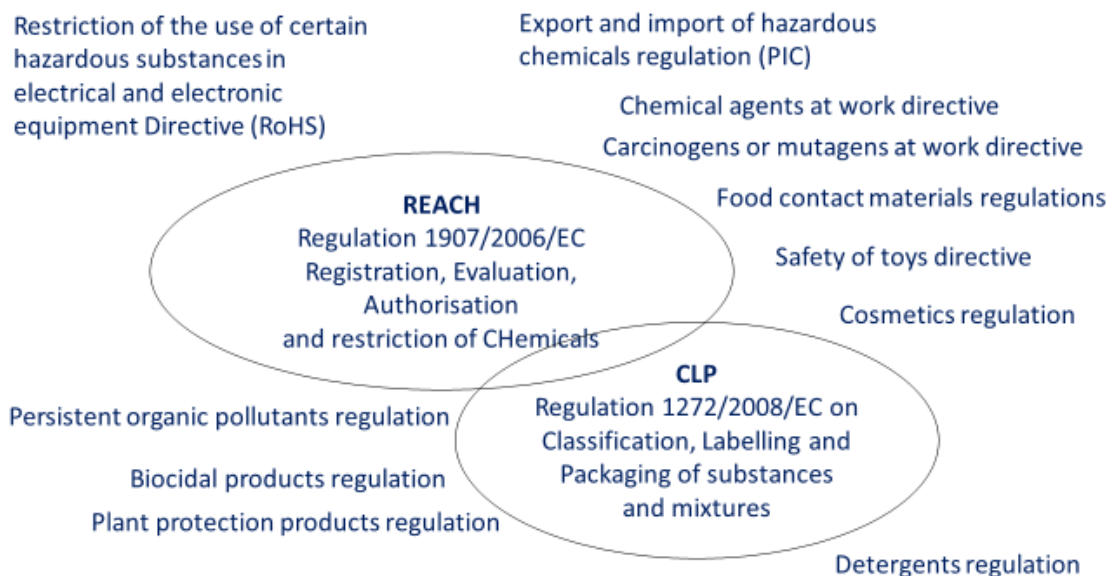 Restriction of the use of certain
hazardous substances in
electrical and electronic
equipment Directive (RoHS)
Export and import of hazardous
chemicals regulation (PIC)
Chemical agents at work directive
Carcinogens or mutagens at work directive
Food contact materials regulations
Safety of toys directive
Cosmetics regulation
REACH
Regulation 1907/2006/EC
Registration, Evaluation,
Authorisation
and restriction of CHemicals
CLP
Regulation 1272/2008/EC on
Classification, Labelling and
Packaging of substances
and mixtures
Persistent organic pollutants regulation
Biocidal products regulation
Plant protection products regulation
Detergents regulation